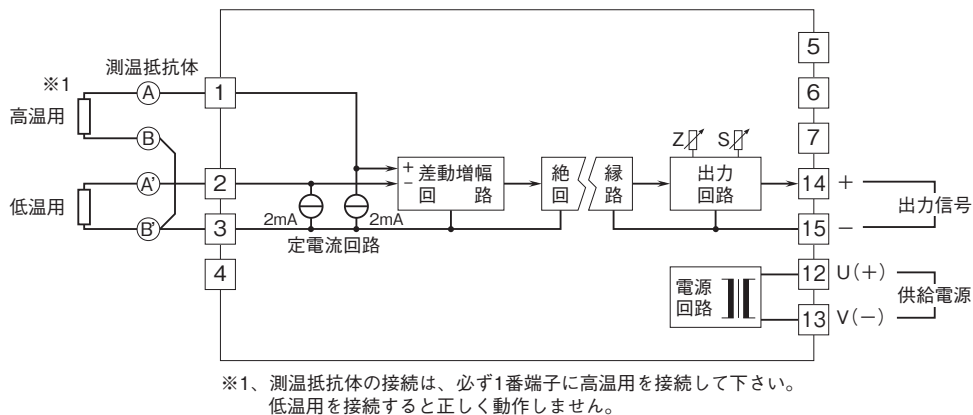 ※1
測温抵抗体
高温用
A
B
低温用
A'
B'
1
2
3
4
2mA
2mA
定電流回路
+
−
差動増幅
回 路
絶 縁
回 路
Z
S
出力
回路
5
6
7
14 +
出力信号
15 −
電源
回路
12 U(+)
供給電源
13 V(−)
※1、測温抵抗体の接続は、必ず1番端子に高温用を接続して下さい。
低温用を接続すると正しく動作しません。